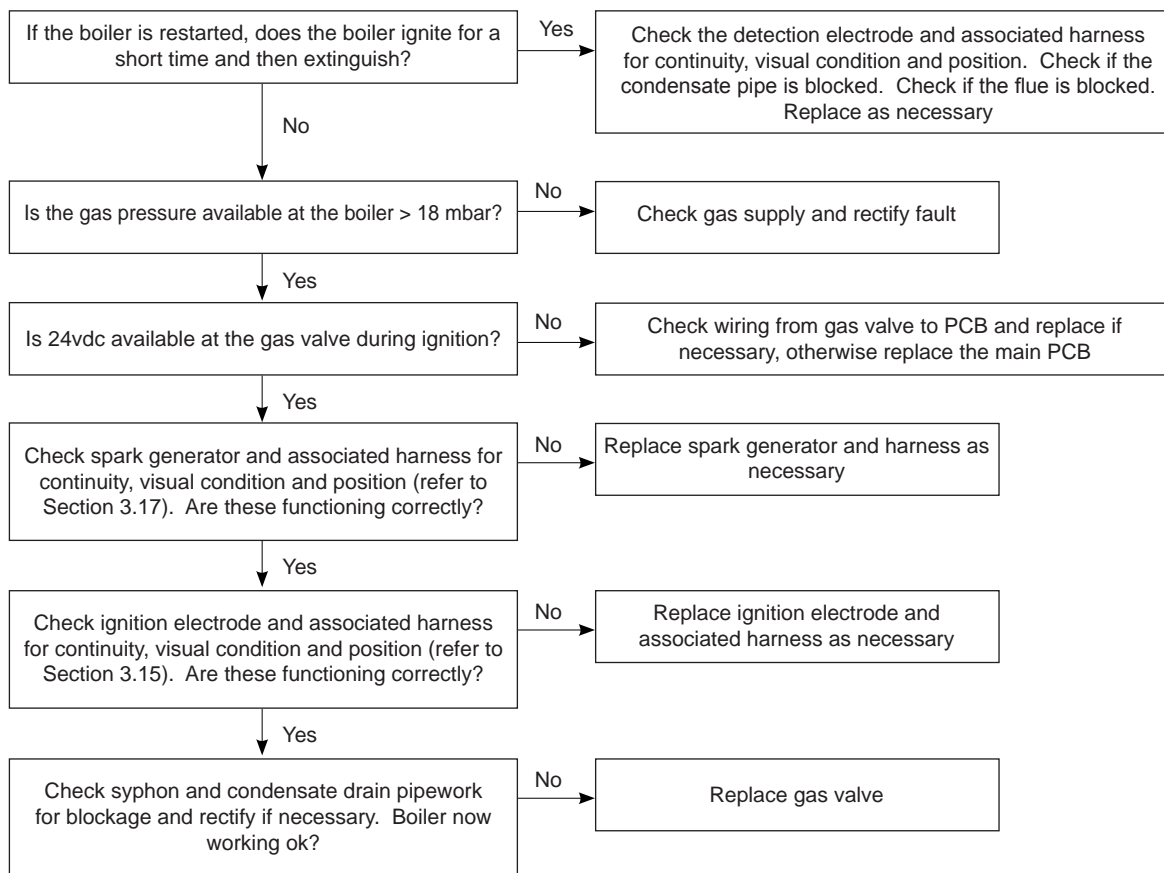 If the boiler is restarted, does the boiler ignite for a
short time and then extinguish?
Yes
Check the detection electrode and associated harness
for continuity, visual condition and position.  Check if the
condensate pipe is blocked.  Check if the flue is blocked.
Replace as necessary
No
Is the gas pressure available at the boiler > 18 mbar?
No
Check gas supply and rectify fault
Yes
Is 24vdc available at the gas valve during ignition?
No
Check wiring from gas valve to PCB and replace if
necessary, otherwise replace the main PCB
Yes
Check spark generator and associated harness for
continuity, visual condition and position (refer to
Section 3.17).  Are these functioning correctly?
No
Replace spark generator and harness as
necessary
Yes
Check ignition electrode and associated harness
for continuity, visual condition and position (refer to
Section 3.15).  Are these functioning correctly?
No
Replace ignition electrode and
associated harness as necessary
Yes
Check syphon and condensate drain pipework
for blockage and rectify if necessary.  Boiler now
working ok?
No
Replace gas valve